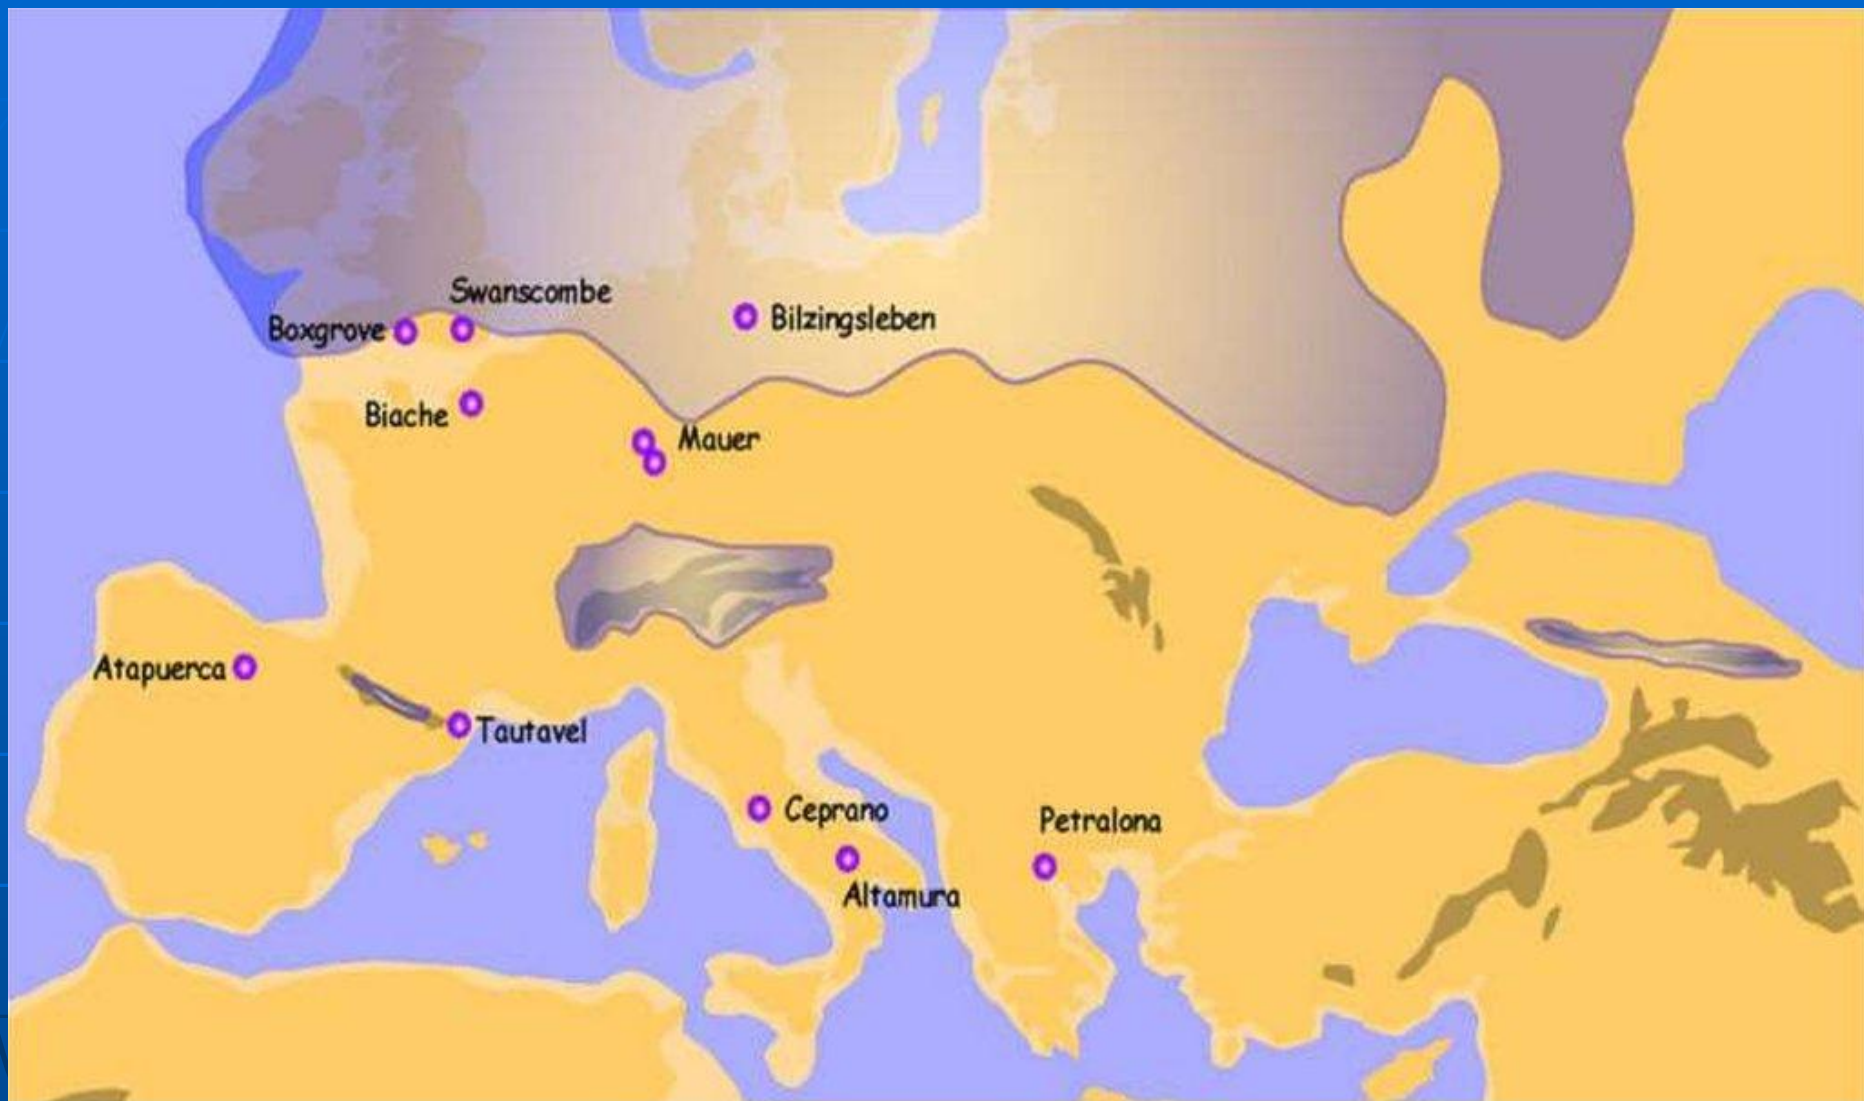 Swanscombe
Boxgrove
Bilzingsleben
Biache
Mauer
Atapuerca
Tautavel
Ceprano
Petralona
Altamura